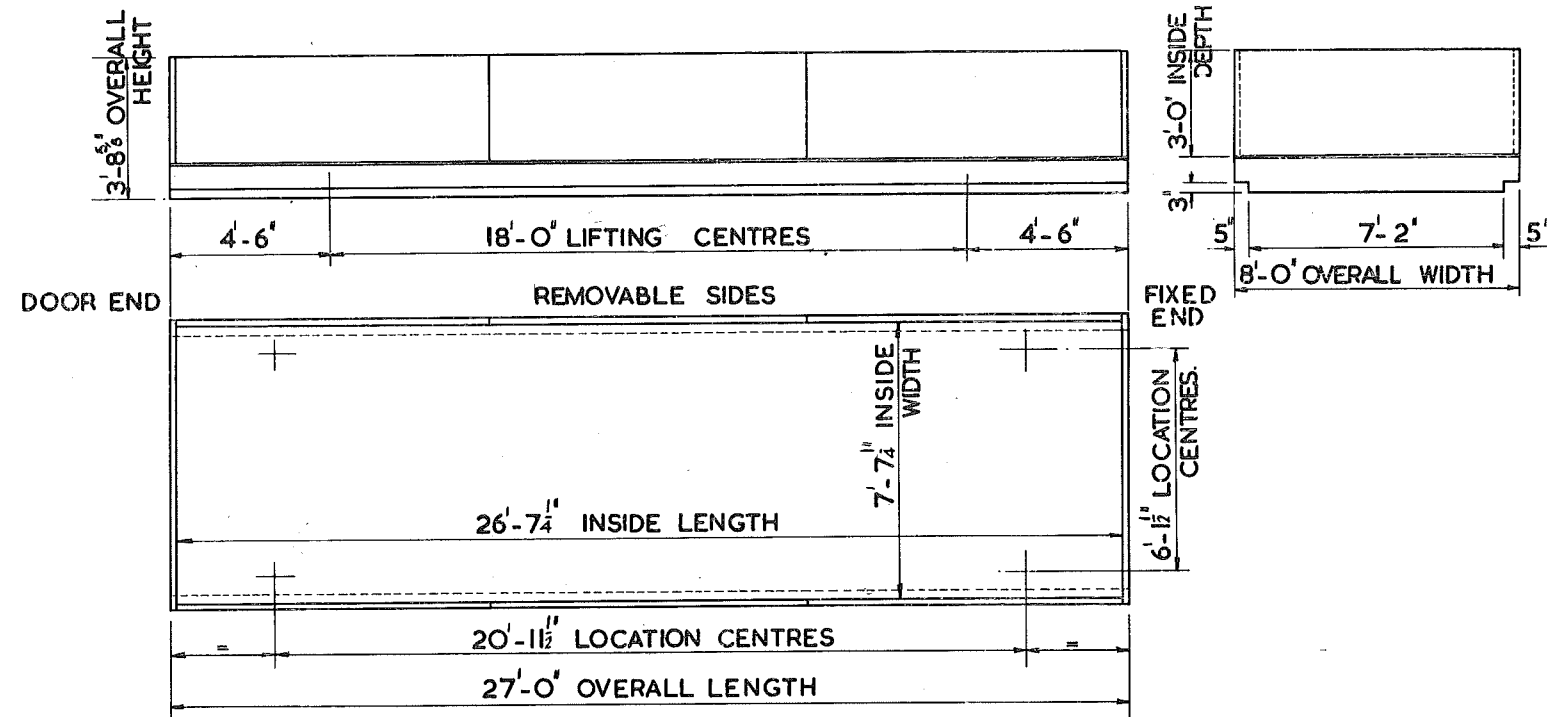 3'-8⅝" OVERALL
HEIGHT
3'-0" INSIDE
DEPTH
3"
4'-6"
18'-0" LIFTING CENTRES
4'-6"
5"
7'-2"
5'
8'-0" OVERALL WIDTH
DOOR END
REMOVABLE SIDES
FIXED
END
7'-7¼" INSIDE
WIDTH
6'-1½" LOCATION
CENTRES.
26'-7¼" INSIDE LENGTH
=
20'-11½" LOCATION CENTRES
=
27'-0" OVERALL LENGTH